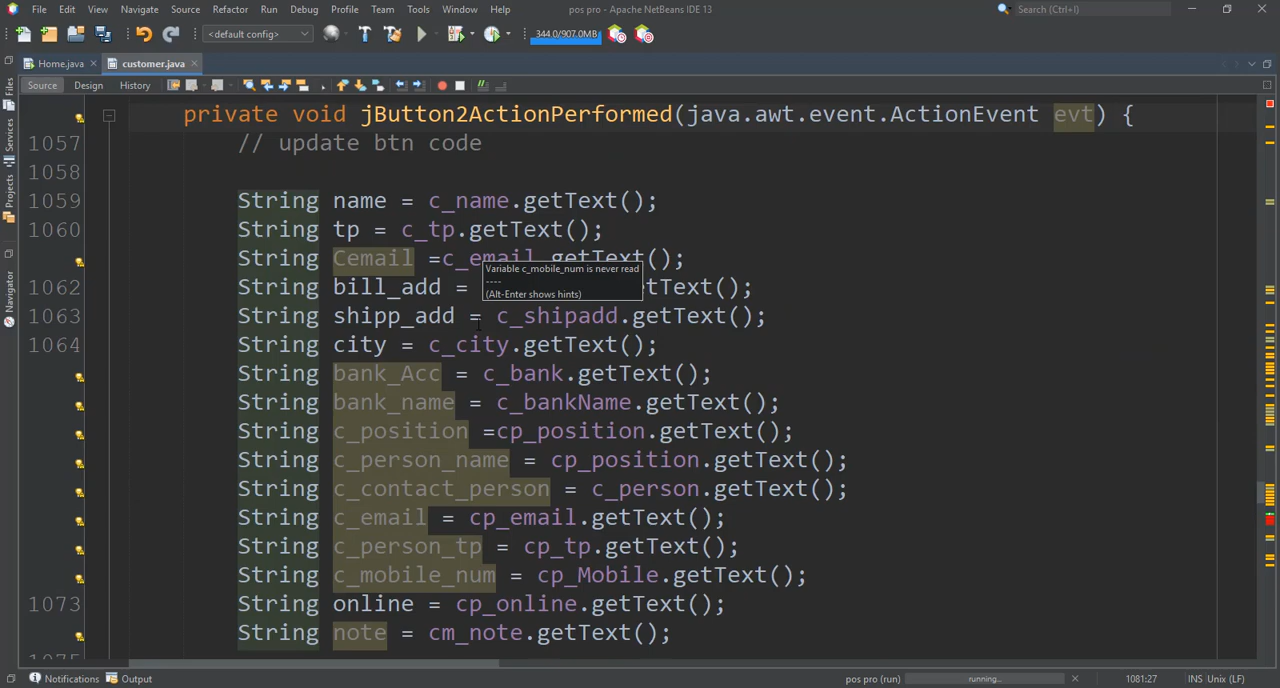 File Edit View Navigate Source Refactor Run Debug Profile Team Tools Window Help pos pro - Apache NetBeans IDE 13 Search (Ctrl+I)
<default config> 344.0/907.0MB
Home.java customer.java
Source Design History
Files
Services
Projects
Navigator
private void jButton2ActionPerformed(java.awt.event.ActionEvent evt) {
1057 // update btn code
1058
1059 String name = c_name.getText();
1060 String tp = c_tp.getText();
String Cemail =c_email.getText();
Variable c_mobile_num is never read
----
(Alt-Enter shows hints)
1062 String bill_add = etText();
1063 String shipp_add = c_shipadd.getText();
1064 String city = c_city.getText();
String bank_Acc = c_bank.getText();
String bank_name = c_bankName.getText();
String c_position =cp_position.getText();
String c_person_name = cp_position.getText();
String c_contact_person = c_person.getText();
String c_email = cp_email.getText();
String c_person_tp = cp_tp.getText();
String c_mobile_num = cp_Mobile.getText();
1073 String online = cp_online.getText();
String note = cm_note.getText();
Notifications Output pos pro (run) running... 1081:27 INS Unix (LF)